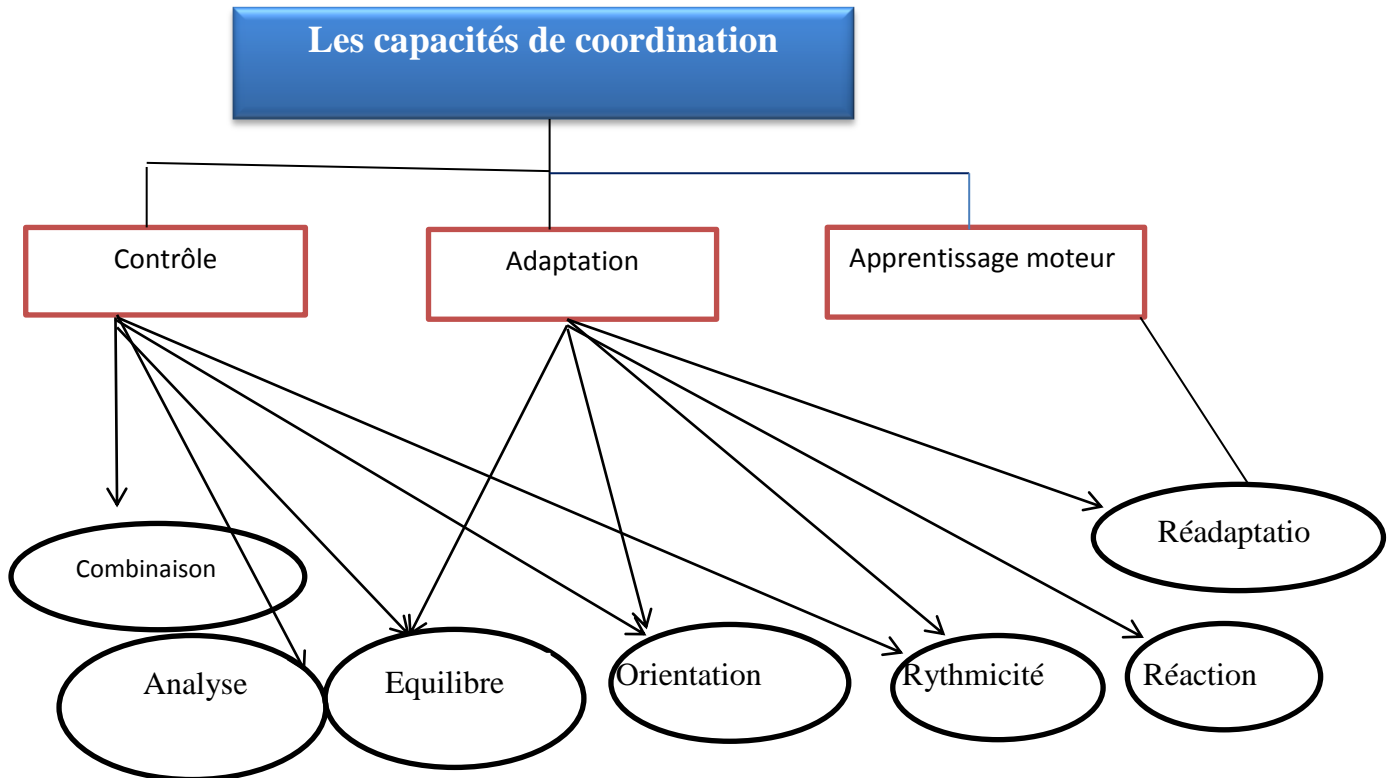 Les capacités de coordination
Contrôle
Adaptation
Apprentissage moteur
Réadaptatio
Combinaison
Analyse
Equilibre
Orientation
Rythmicité
Réaction